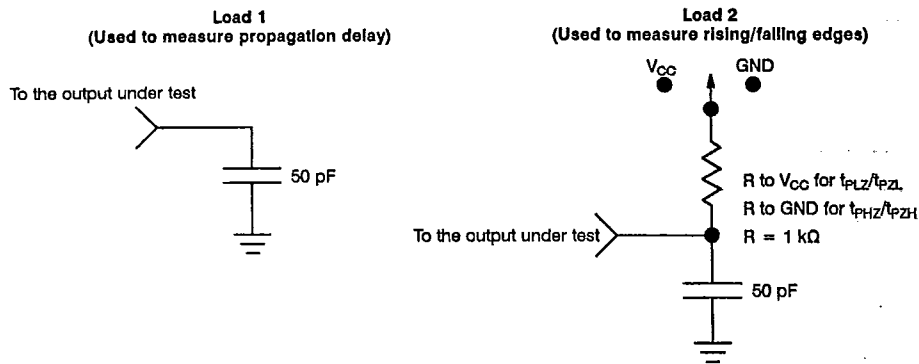 Load 1
(Used to measure propagation delay)
To the output under test
50 pF
Load 2
(Used to measure rising/falling edges)
VCC
GND
R to VCC for tPLZ/tPZL,
R to GND for tPHZ/tPZH
R = 1 kΩ
To the output under test
50 pF